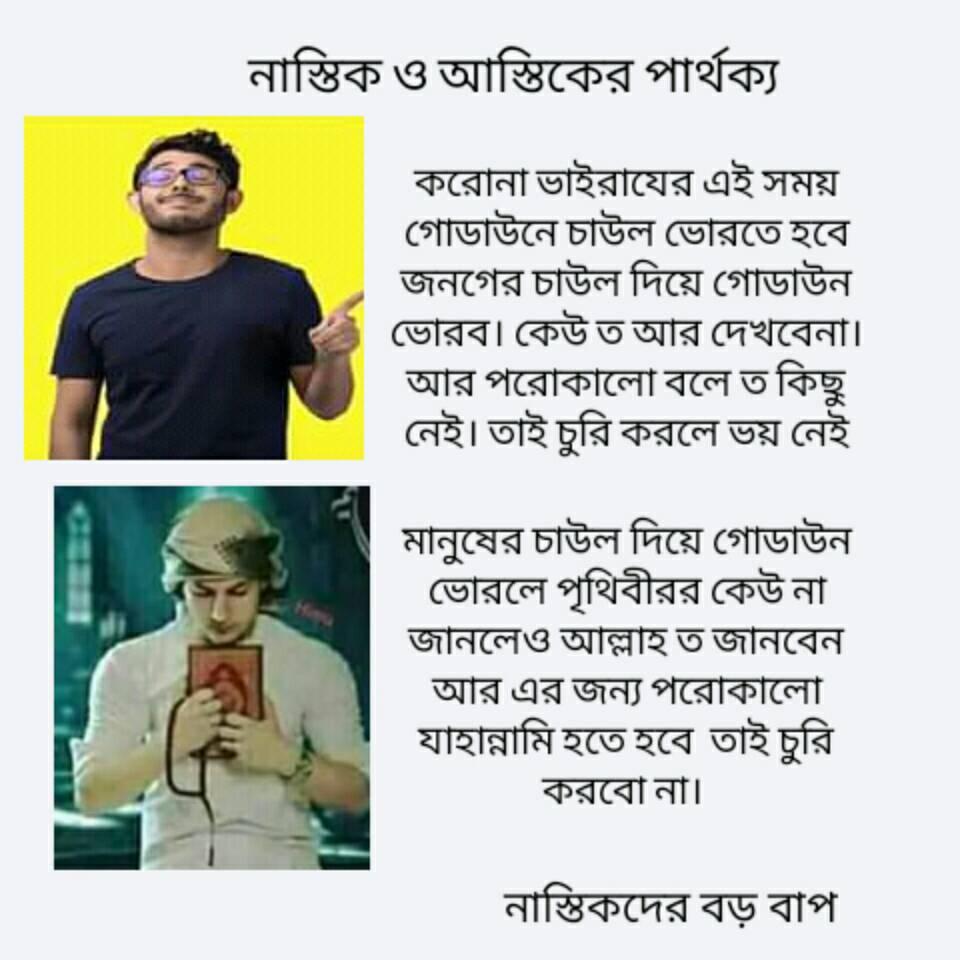 নাস্তিক ও আস্তিকের পার্থক্য
করোনা ভাইরাযের এই সময়
গোডাউনে চাউল ভোরতে হবে
জনগের চাউল দিয়ে গোডাউন
ভোরব। কেউ ত আর দেখবেনা।
আর পরোকালো বলে ত কিছু
নেই। তাই চুরি করলে ভয় নেই
মানুষের চাউল দিয়ে গোডাউন
ভোরলে পৃথিবীরর কেউ না
জানলেও আল্লাহ ত জানবেন
আর এর জন্য পরোকালো
যাহান্নামি হতে হবে তাই চুরি
করবো না।
নাস্তিকদের বড় বাপ